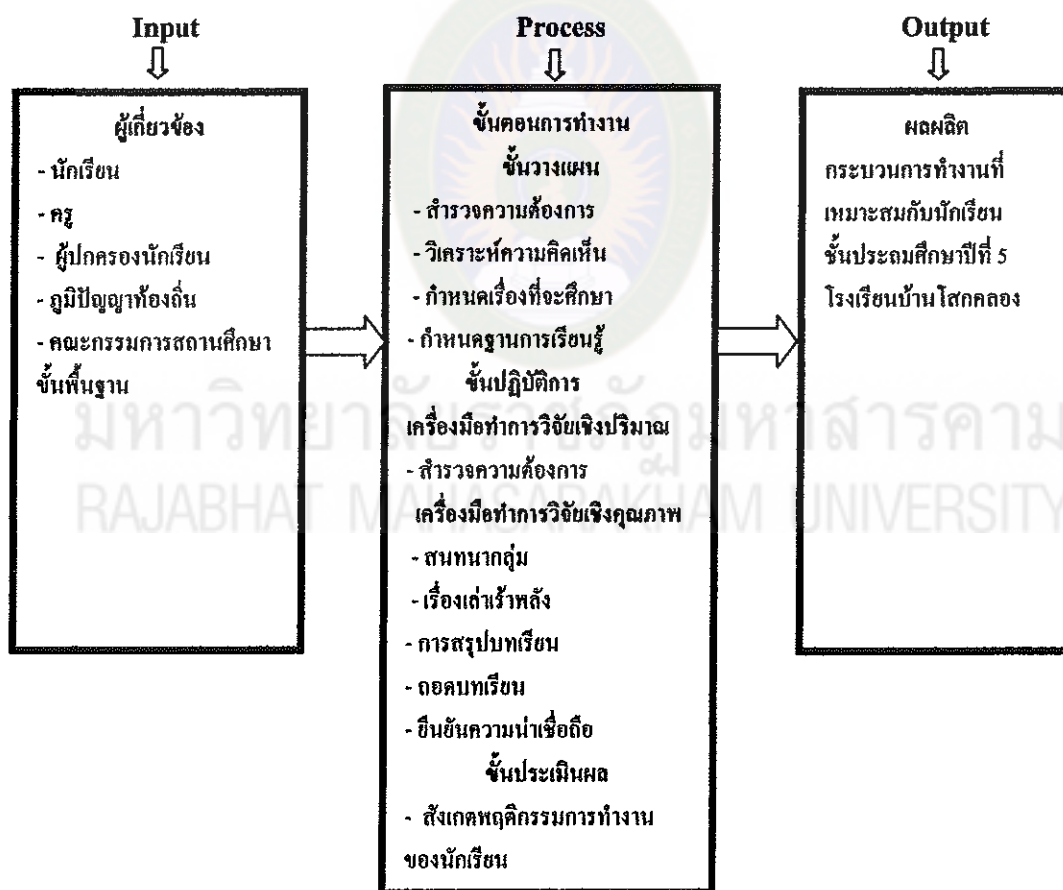 Input
ผู้เกี่ยวข้อง
- นักเรียน
- ครู
- ผู้ปกครองนักเรียน
- ภูมิปัญญาท้องถิ่น
- คณะกรรมการสถานศึกษา
ขั้นพื้นฐาน
Process
ขั้นตอนการทำงาน
ขั้นวางแผน
- สำรวจความต้องการ
- วิเคราะห์ความคิดเห็น
- กำหนดเรื่องที่จะศึกษา
- กำหนดฐานการเรียนรู้
ขั้นปฏิบัติการ
เครื่องมือทำการวิจัยเชิงปริมาณ
- สำรวจความต้องการ
เครื่องมือทำการวิจัยเชิงคุณภาพ
- สนทนากลุ่ม
- เรื่องเล่าเร้าพลัง
- การสรุปบทเรียน
- ถอดบทเรียน
- ยืนยันความน่าเชื่อถือ
ขั้นประเมินผล
- สังเกตพฤติกรรมการทำงาน
ของนักเรียน
Output
ผลผลิต
กระบวนการทำงานที่
เหมาะสมกับนักเรียน
ชั้นประถมศึกษาปีที่ 5
โรงเรียนบ้านโสกคลอง
มหาวิทยาลัยราชภัฏมหาสารคาม
RAJABHAT MAHASARAKHAM UNIVERSITY